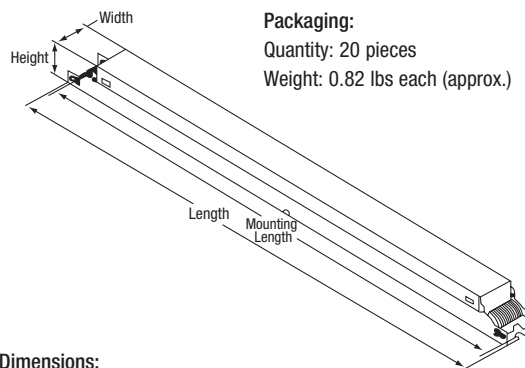 Width
Height
Packaging:
Quantity: 20 pieces
Weight: 0.82 lbs each (approx.)
Length
Mounting
Length
Dimensions: